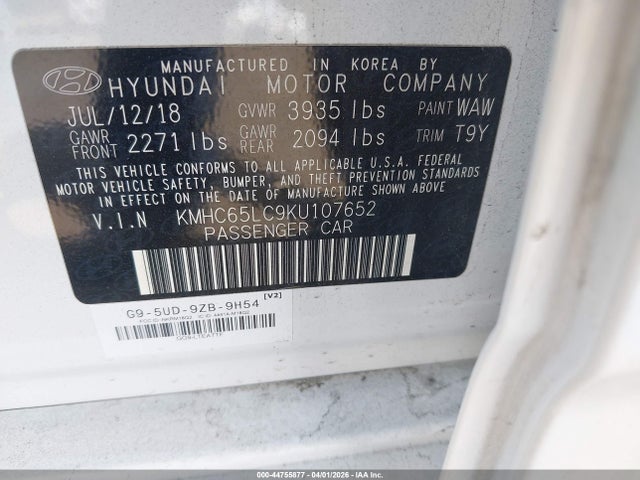 MANUFACTURED IN KOREA BY
HYUNDAI MOTOR COMPANY
JUL/12/18 GVWR 3935 lbs PAINT WAW
GAWR FRONT 2271 lbs GAWR REAR 2094 lbs TRIM T9Y
THIS VEHICLE CONFORMS TO ALL APPLICABLE U.S.A. FEDERAL
MOTOR VEHICLE SAFETY, BUMPER, AND THEFT PREVENTION
STANDARDS IN EFFECT ON THE DATE OF MANUFACTURE SHOWN ABOVE.
V.I.N KMHC65LC9KU107652
PASSENGER CAR
[V2]
G9-5UD-9ZB-9H54
000-44755877 - 04/01/2026 - COPART